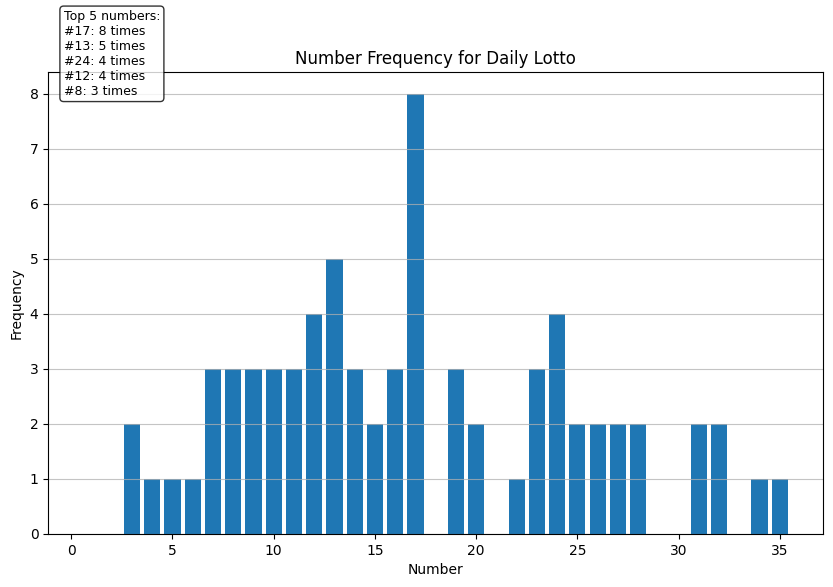 Top 5 numbers:
#17: 8 times
#13: 5 times
#24: 4 times
#12: 4 times
#8: 3 times
Number Frequency for Daily Lotto
8
7
6
5
4
3
2
1
0
Frequency
0 5 10 15 20 25 30 35
Number